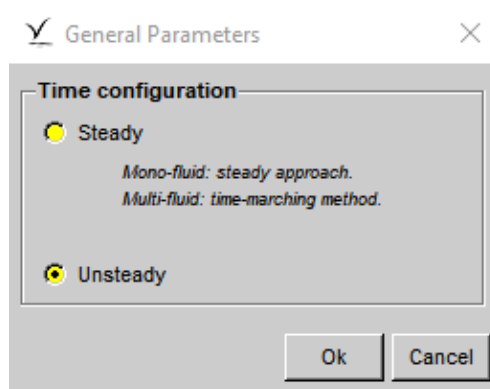 General Parameters
Time configuration
Steady
Mono-fluid: steady approach.
Multi-fluid: time-marching method.
Unsteady
Ok Cancel